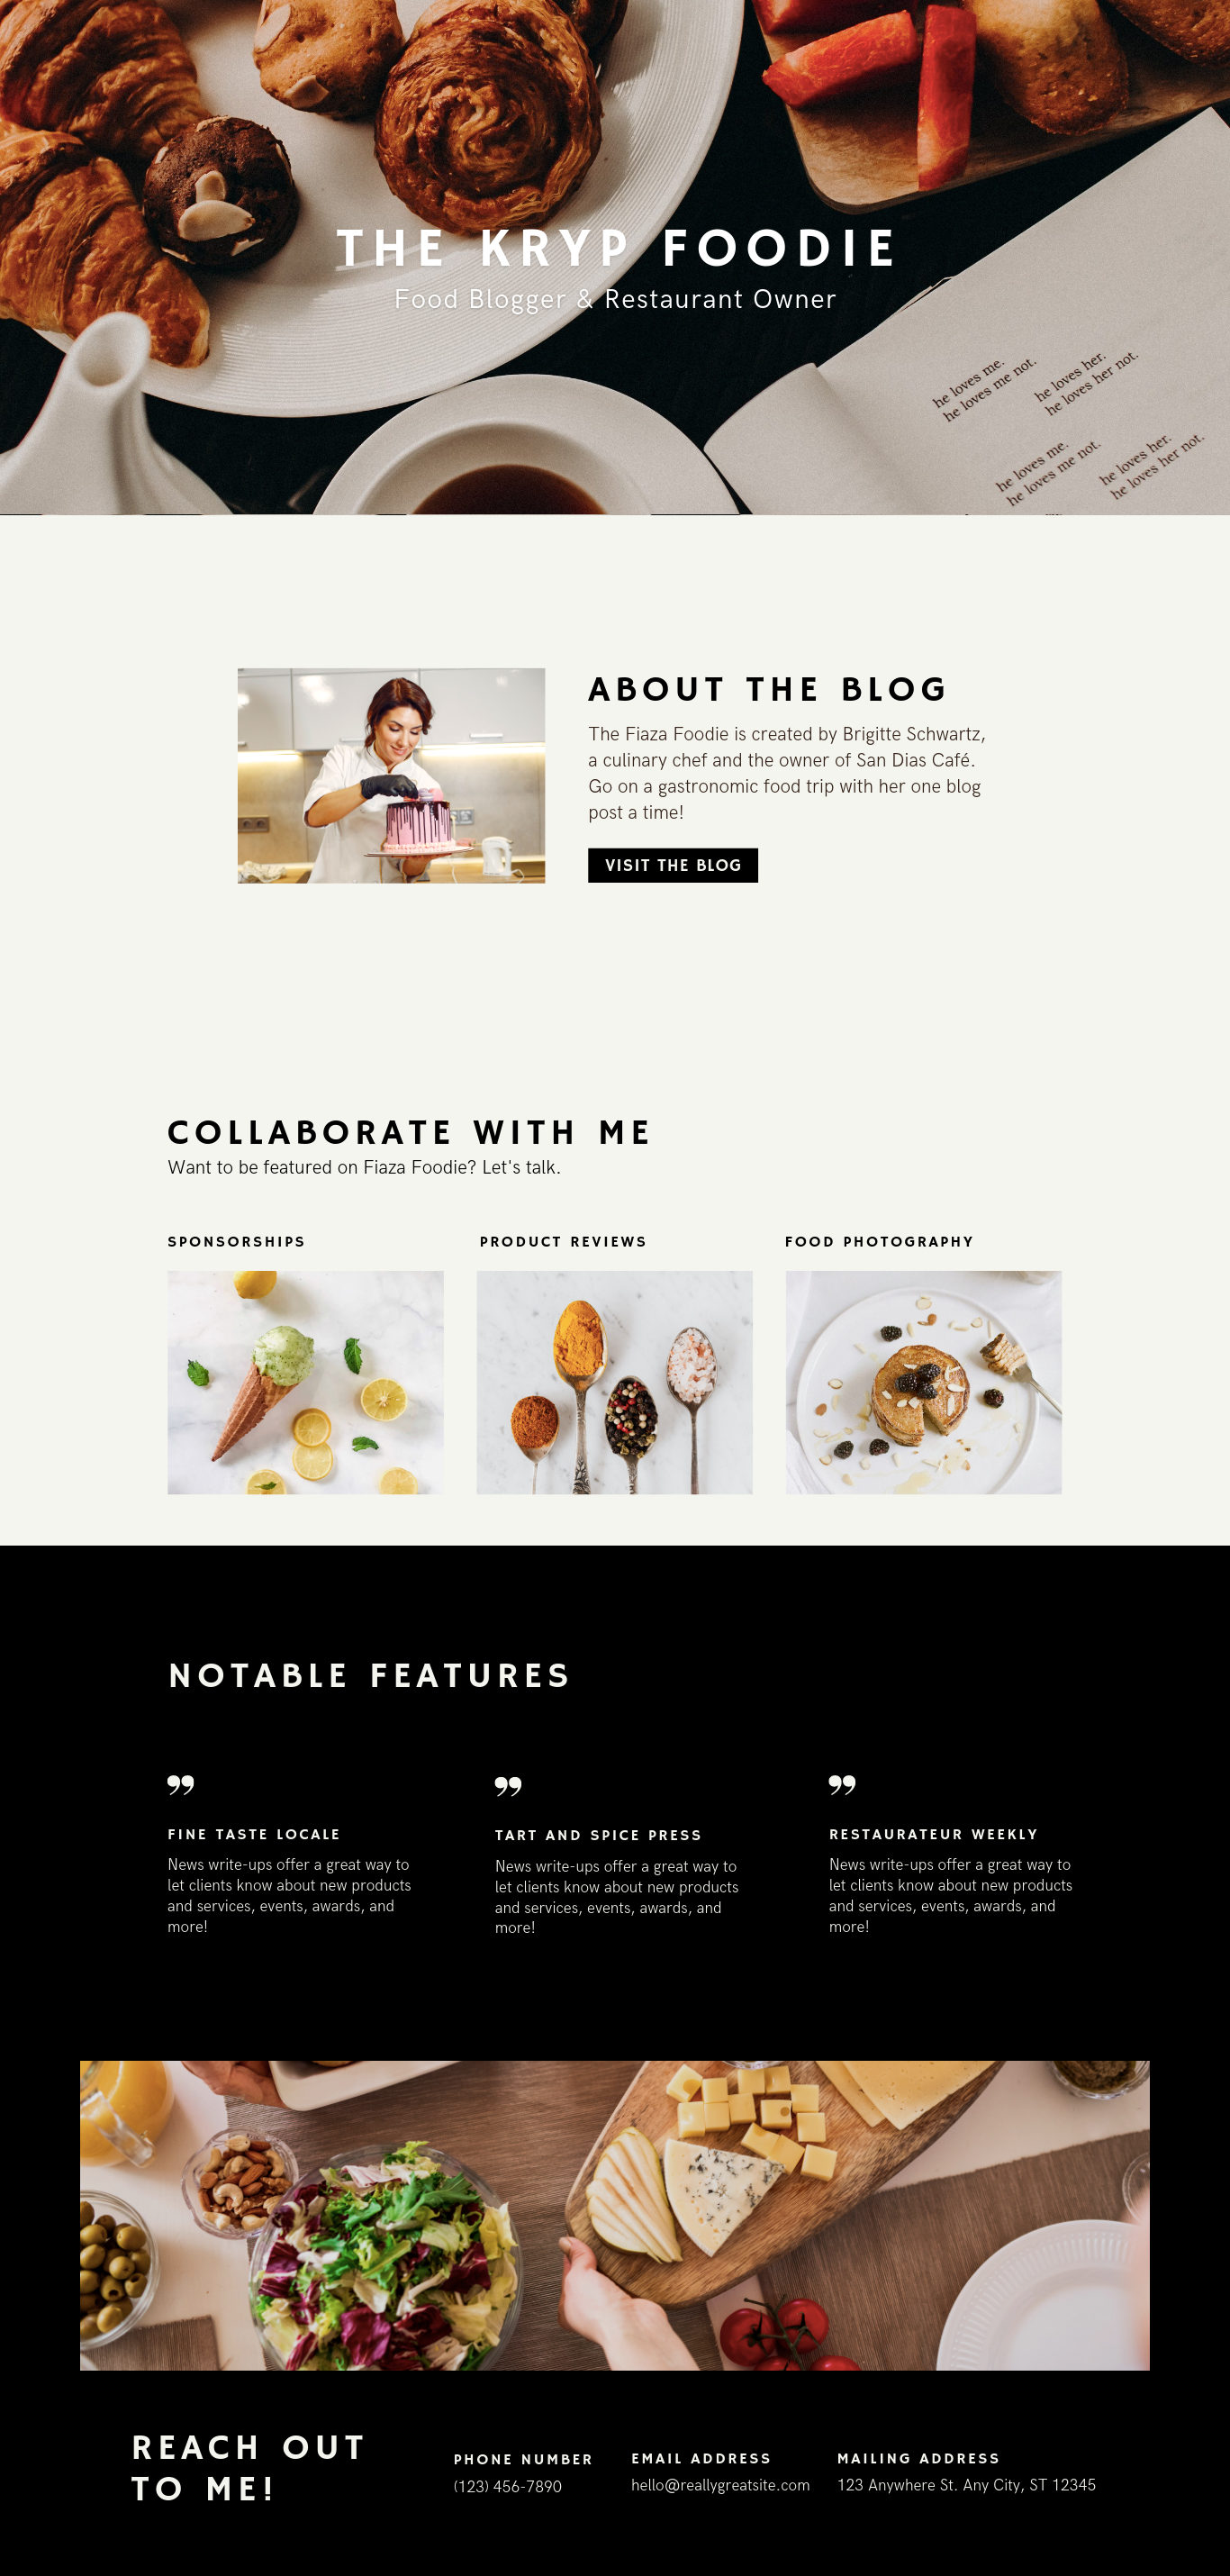 THE KRYP FOODIE
Food Blogger & Restaurant Owner
he loves me.
he loves me not.
he loves her.
he loves her not.
he loves me.
he loves me not.
he loves her.
he loves her not.
ABOUT THE BLOG
The Fiaza Foodie is created by Brigitte Schwartz,
a culinary chef and the owner of San Dias Café.
Go on a gastronomic food trip with her one blog
post a time!
VISIT THE BLOG
COLLABORATE WITH ME
Want to be featured on Fiaza Foodie? Let's talk.
SPONSORSHIPS
PRODUCT REVIEWS
FOOD PHOTOGRAPHY
NOTABLE FEATURES
”
FINE TASTE LOCALE
News write-ups offer a great way to
let clients know about new products
and services, events, awards, and
more!
”
TART AND SPICE PRESS
News write-ups offer a great way to
let clients know about new products
and services, events, awards, and
more!
”
RESTAURATEUR WEEKLY
News write-ups offer a great way to
let clients know about new products
and services, events, awards, and
more!
REACH OUT
TO ME!
PHONE NUMBER
(123) 456-7890
EMAIL ADDRESS
hello@reallygreatsite.com
MAILING ADDRESS
123 Anywhere St. Any City, ST 12345